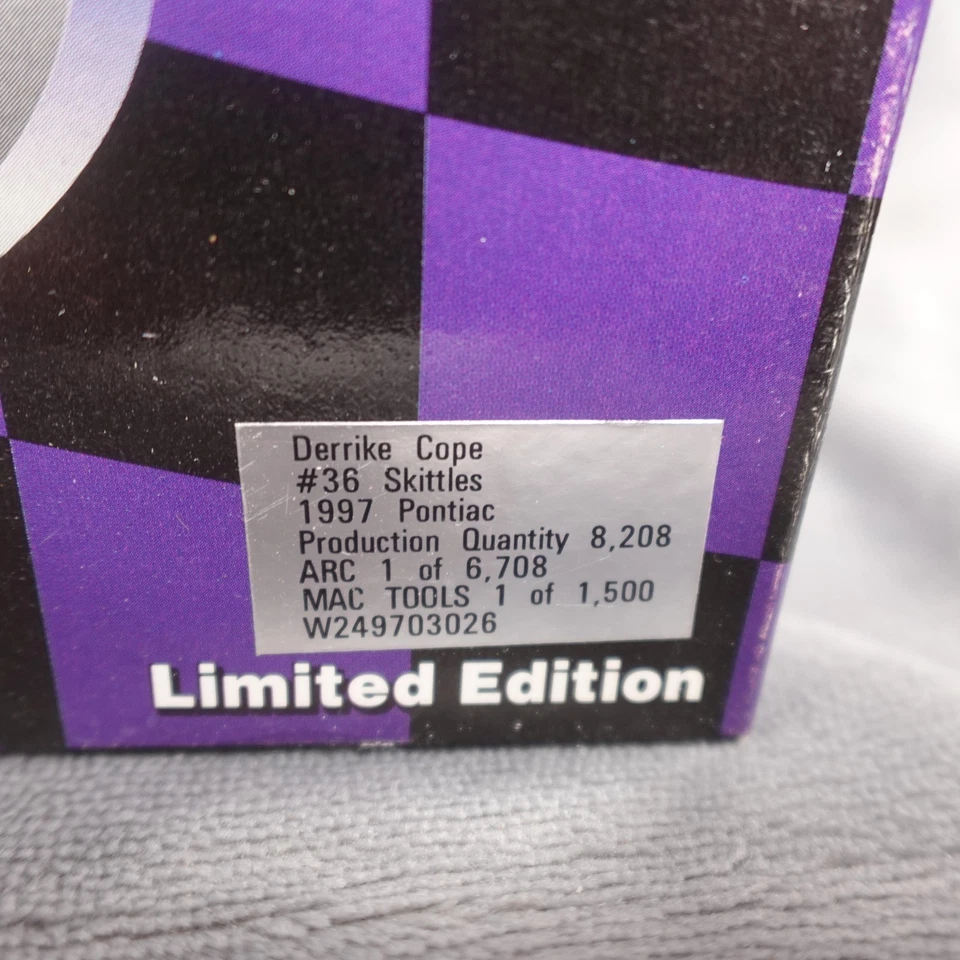 Derrike Cope
#36 Skittles
1997 Pontiac
Production Quantity 8,208
ARC 1 of 6,708
MAC TOOLS 1 of 1,500
W249703026
Limited Edition